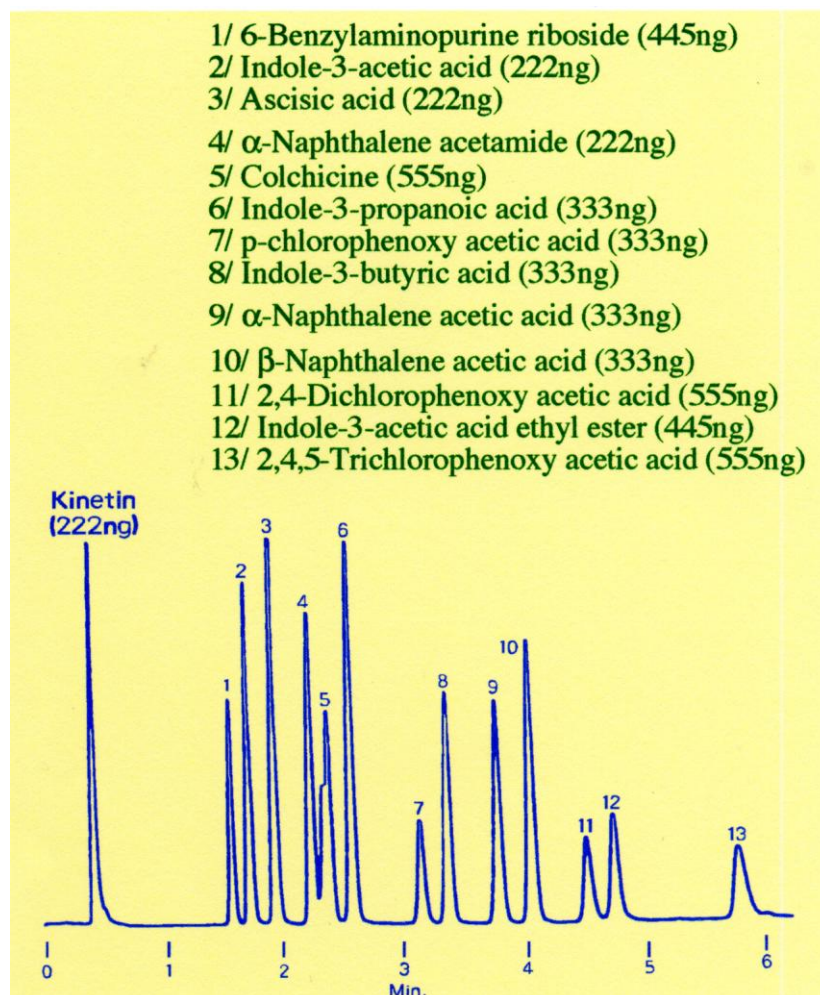 1/ 6-Benzylaminopurine riboside (445ng)
2/ Indole-3-acetic acid (222ng)
3/ Ascisic acid (222ng)
4/ α-Naphthalene acetamide (222ng)
5/ Colchicine (555ng)
6/ Indole-3-propanoic acid (333ng)
7/ p-chlorophenoxy acetic acid (333ng)
8/ Indole-3-butyric acid (333ng)
9/ α-Naphthalene acetic acid (333ng)
10/ β-Naphthalene acetic acid (333ng)
11/ 2,4-Dichlorophenoxy acetic acid (555ng)
12/ Indole-3-acetic acid ethyl ester (445ng)
13/ 2,4,5-Trichlorophenoxy acetic acid (555ng)
Kinetin
(222ng)
1 2 3 4 5 6 7 8 9 10 11 12 13
0 1 2 3 4 5 6
Min.